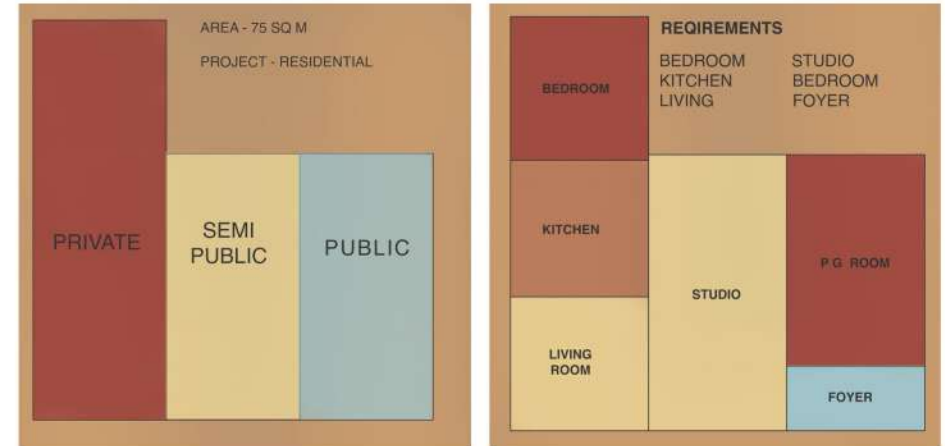 AREA - 75 SQ M
PROJECT - RESIDENTIAL
PRIVATE
SEMI
PUBLIC
PUBLIC
REQIREMENTS
BEDROOM
KITCHEN
LIVING
STUDIO
BEDROOM
FOYER
BEDROOM
KITCHEN
LIVING
ROOM
STUDIO
P G ROOM
FOYER